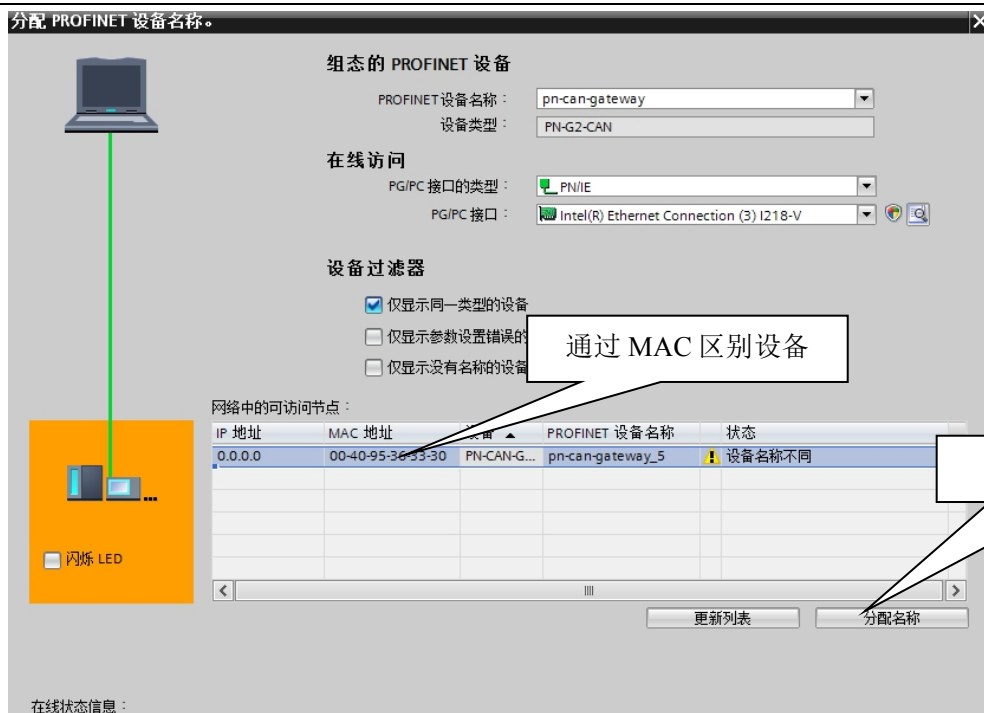 分配 PROFINET 设备名称。
组态的 PROFINET 设备
PROFINET设备名称： pn-can-gateway
设备类型： PN-G2-CAN
在线访问
PG/PC 接口的类型： PN/IE
PG/PC 接口： Intel(R) Ethernet Connection (3) I218-V
设备过滤器
仅显示同一类型的设备
仅显示参数设置错误的
仅显示没有名称的设备
通过 MAC 区别设备
网络中的可访问节点：
IP 地址 MAC 地址 设备 PROFINET 设备名称 状态
0.0.0.0 00-40-95-36-33-30 PN-CAN-G... pn-can-gateway_5 设备名称不同
闪烁 LED
更新列表 分配名称
在线状态信息：